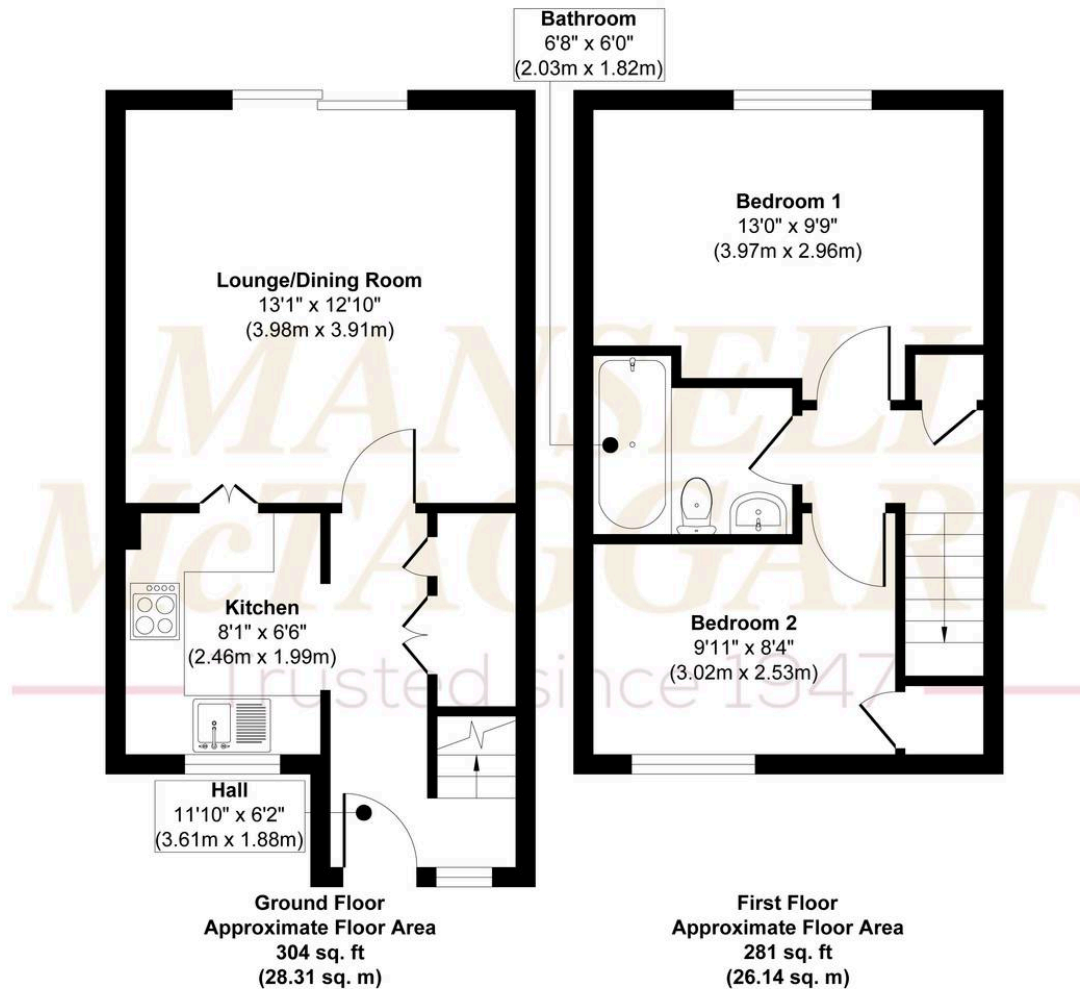 Bathroom
6'8" x 6'0"
(2.03m x 1.82m)
Lounge/Dining Room
13'1" x 12'10"
(3.98m x 3.91m)
Bedroom 1
13'0" x 9'9"
(3.97m x 2.96m)
MANSELL
McTAGGART
Trusted since 1947
Kitchen
8'1" x 6'6"
(2.46m x 1.99m)
Bedroom 2
9'11" x 8'4"
(3.02m x 2.53m)
Hall
11'10" x 6'2"
(3.61m x 1.88m)
Ground Floor
Approximate Floor Area
304 sq. ft
(28.31 sq. m)
First Floor
Approximate Floor Area
281 sq. ft
(26.14 sq. m)